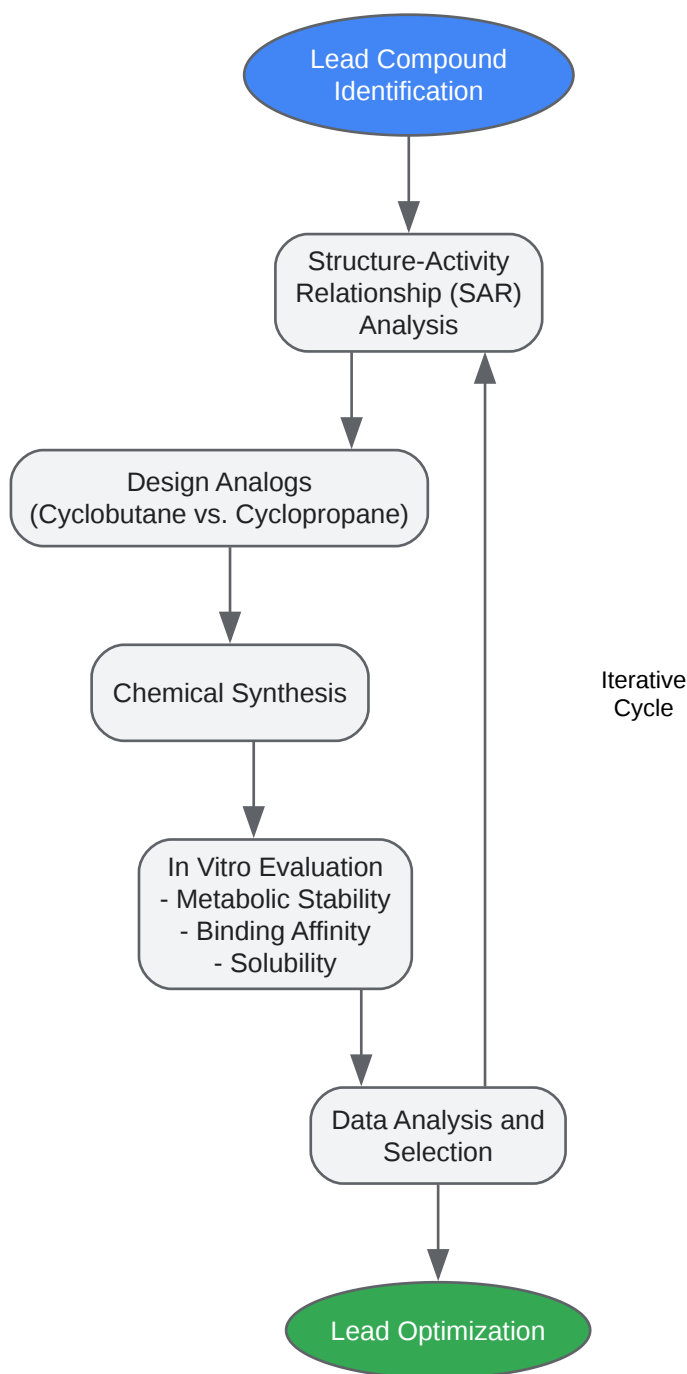 Lead Compound
Identification
Structure-Activity
Relationship (SAR)
Analysis
Design Analogs
(Cyclobutane vs. Cyclopropane)
Chemical Synthesis
Iterative
Cycle
In Vitro Evaluation
- Metabolic Stability
- Binding Affinity
- Solubility
Data Analysis and
Selection
Lead Optimization